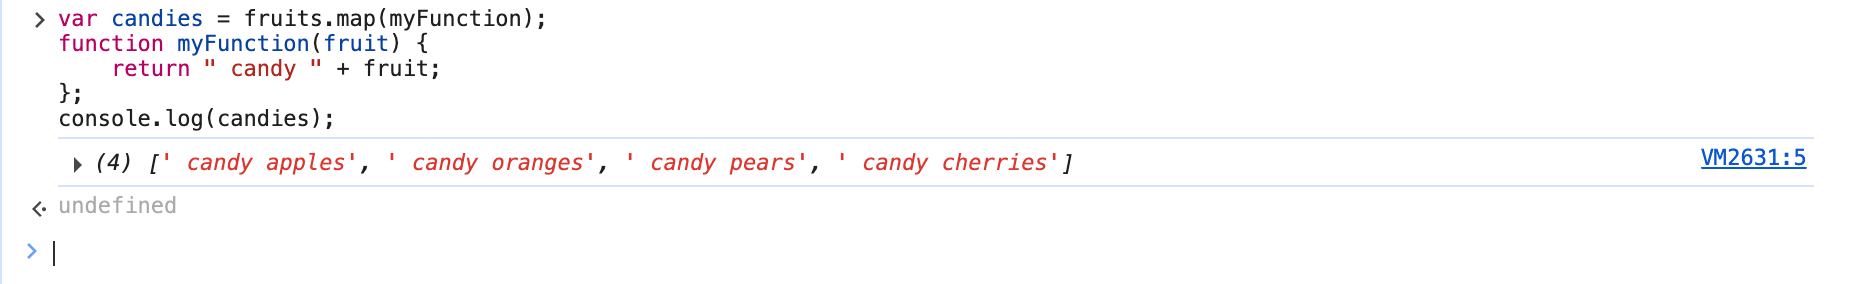 var candies = fruits.map(myFunction);
function myFunction(fruit) {
    return " candy " + fruit;
};
console.log(candies);
(4) [' candy apples', ' candy oranges', ' candy pears', ' candy cherries']
VM2631:5
undefined